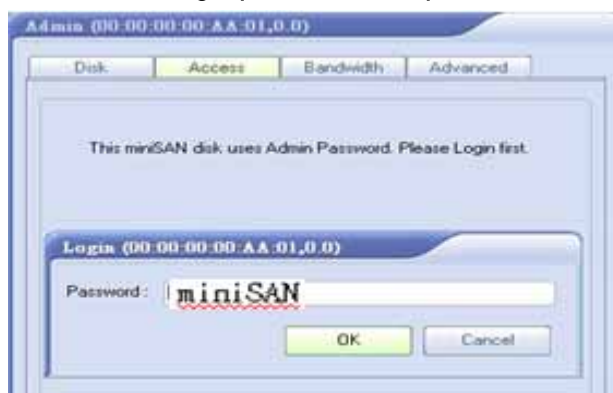 Admin (00:00:00:00:AA:01,0.0)
Disk Access Bandwidth Advanced
This miniSAN disk uses Admin Password. Please Login first.
Login (00:00:00:00:AA:01,0.0)
Password : miniSAN
OK Cancel